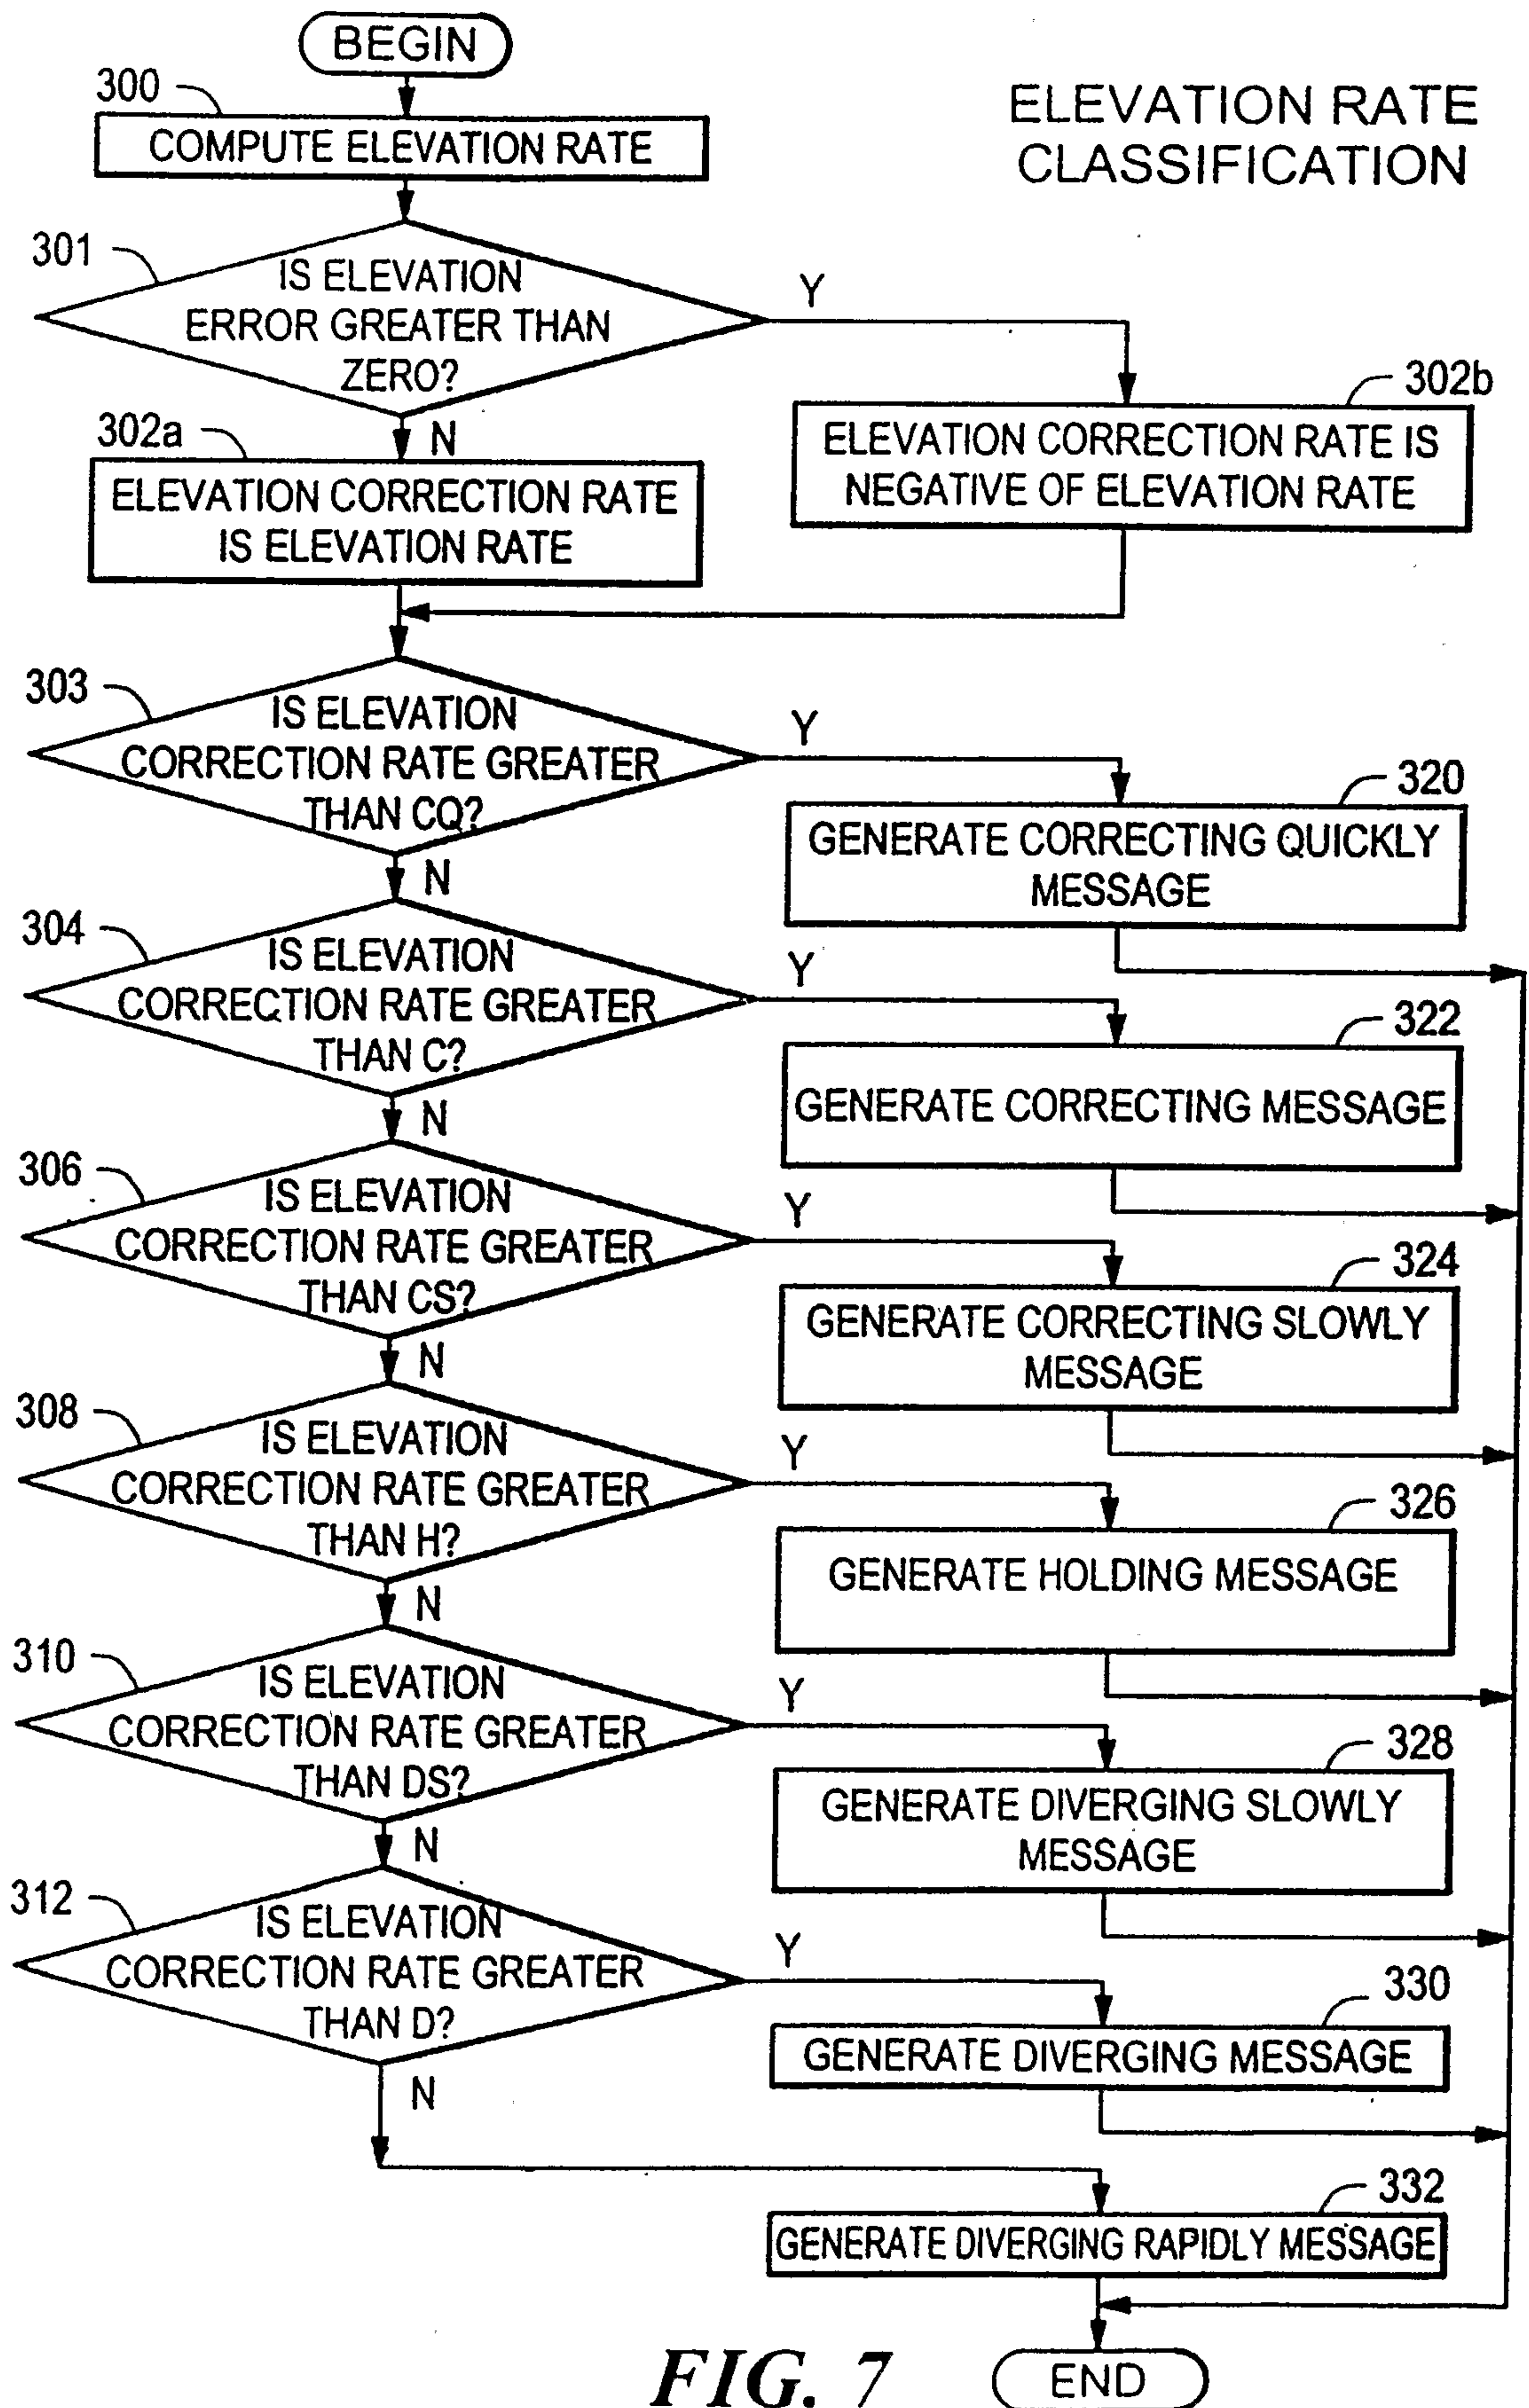 BEGIN
300
COMPUTE ELEVATION RATE
ELEVATION RATE
CLASSIFICATION
301
IS ELEVATION
ERROR GREATER THAN
ZERO?
Y
N
302a
ELEVATION CORRECTION RATE
IS ELEVATION RATE
302b
ELEVATION CORRECTION RATE IS
NEGATIVE OF ELEVATION RATE
303
IS ELEVATION
CORRECTION RATE GREATER
THAN CQ?
Y
N
320
GENERATE CORRECTING QUICKLY
MESSAGE
304
IS ELEVATION
CORRECTION RATE GREATER
THAN C?
Y
N
322
GENERATE CORRECTING MESSAGE
306
IS ELEVATION
CORRECTION RATE GREATER
THAN CS?
Y
N
324
GENERATE CORRECTING SLOWLY
MESSAGE
308
IS ELEVATION
CORRECTION RATE GREATER
THAN H?
Y
N
326
GENERATE HOLDING MESSAGE
310
IS ELEVATION
CORRECTION RATE GREATER
THAN DS?
Y
N
328
GENERATE DIVERGING SLOWLY
MESSAGE
312
IS ELEVATION
CORRECTION RATE GREATER
THAN D?
Y
N
330
GENERATE DIVERGING MESSAGE
332
GENERATE DIVERGING RAPIDLY MESSAGE
END
FIG. 7